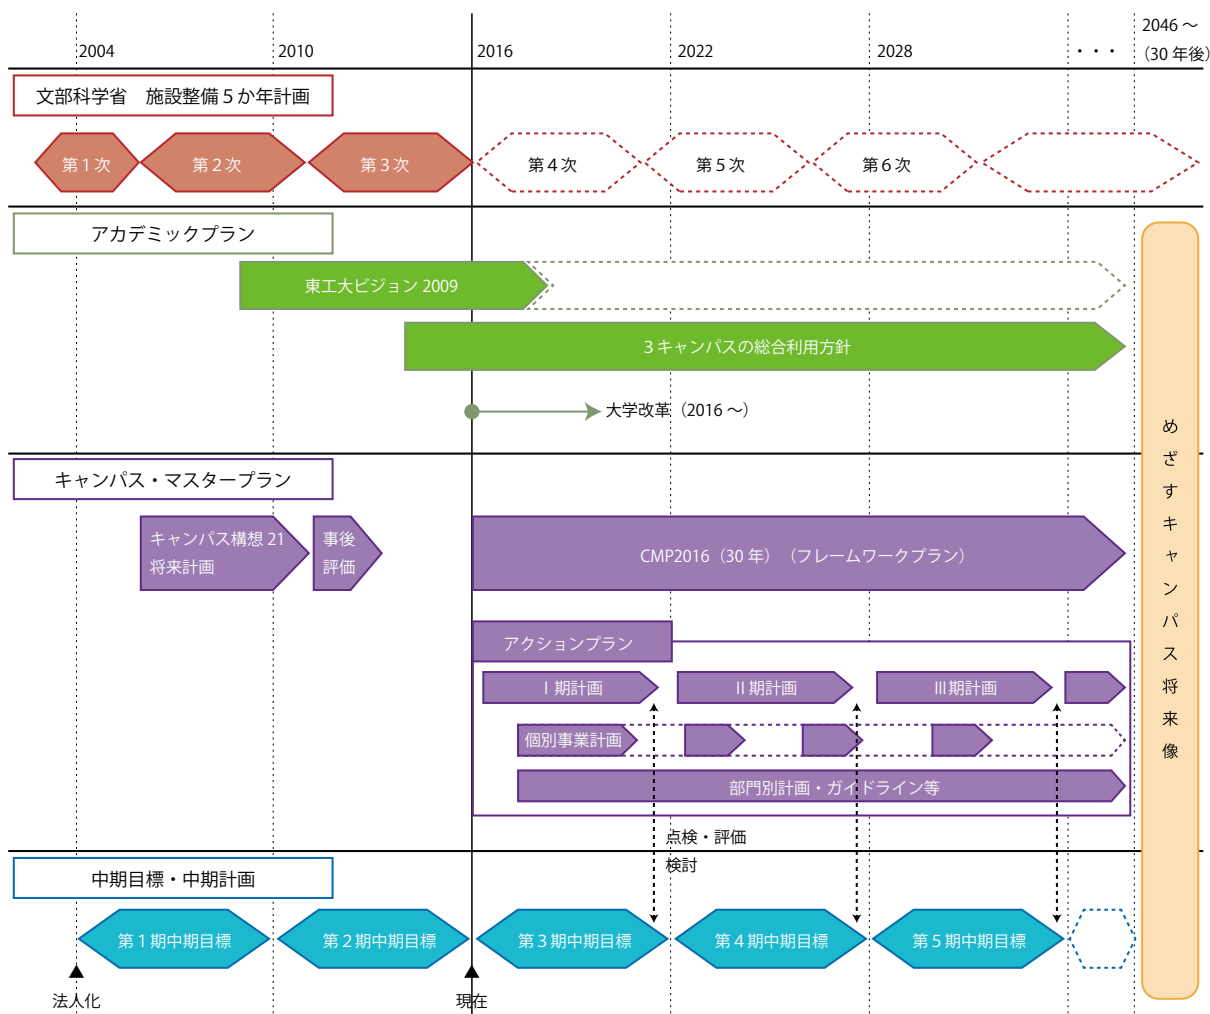 2004
2010
2016
2022
2028
・・・
2046 ～
（30 年後）
文部科学省　施設整備５か年計画
第１次
第２次
第３次
第４次
第５次
第６次
アカデミックプラン
東工大ビジョン 2009
３キャンパスの総合利用方針
大学改革（2016 ～）
キャンパス・マスタープラン
キャンパス構想 21
将来計画
事後
評価
CMP2016（30 年）（フレームワークプラン）
アクションプラン
Ⅰ期計画
Ⅱ期計画
Ⅲ期計画
個別事業計画
部門別計画・ガイドライン等
点検・評価
検討
中期目標・中期計画
第１期中期目標
第２期中期目標
第３期中期目標
第４期中期目標
第５期中期目標
法人化
現在
めざすキャンパス将来像